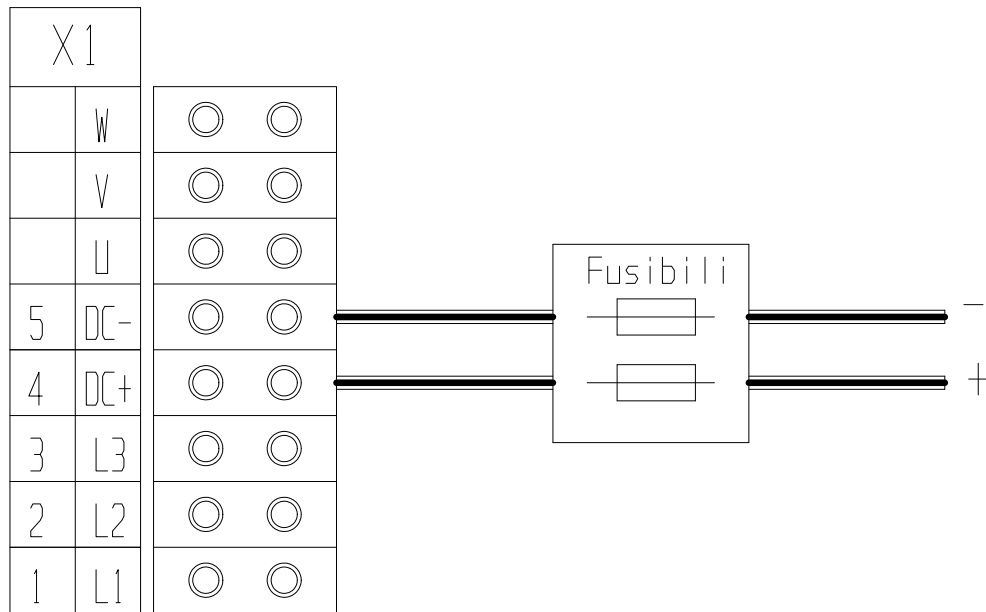 X1
W
V
U
Fusibili
5 DC- -
4 DC+ +
3 L3
2 L2
1 L1